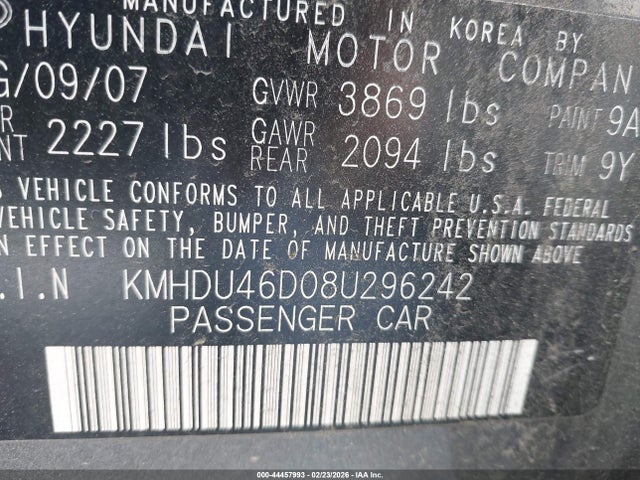 MANUFACTURED IN KOREA BY
HYUNDAI MOTOR
COMPAN
/09/07 GVWR 3869 lbs PAINT 9A
2227 lbs GAWR REAR 2094 lbs TRIM 9Y
VEHICLE CONFORMS TO ALL APPLICABLE U.S.A. FEDERAL
VEHICLE SAFETY, BUMPER, AND THEFT PREVENTION STANDARDS
N EFFECT ON THE DATE OF MANUFACTURE SHOWN ABOVE.
.I.N KMHDU46D08U296242
PASSENGER CAR
000-44457993 - 02/23/2026 - IAA Inc.